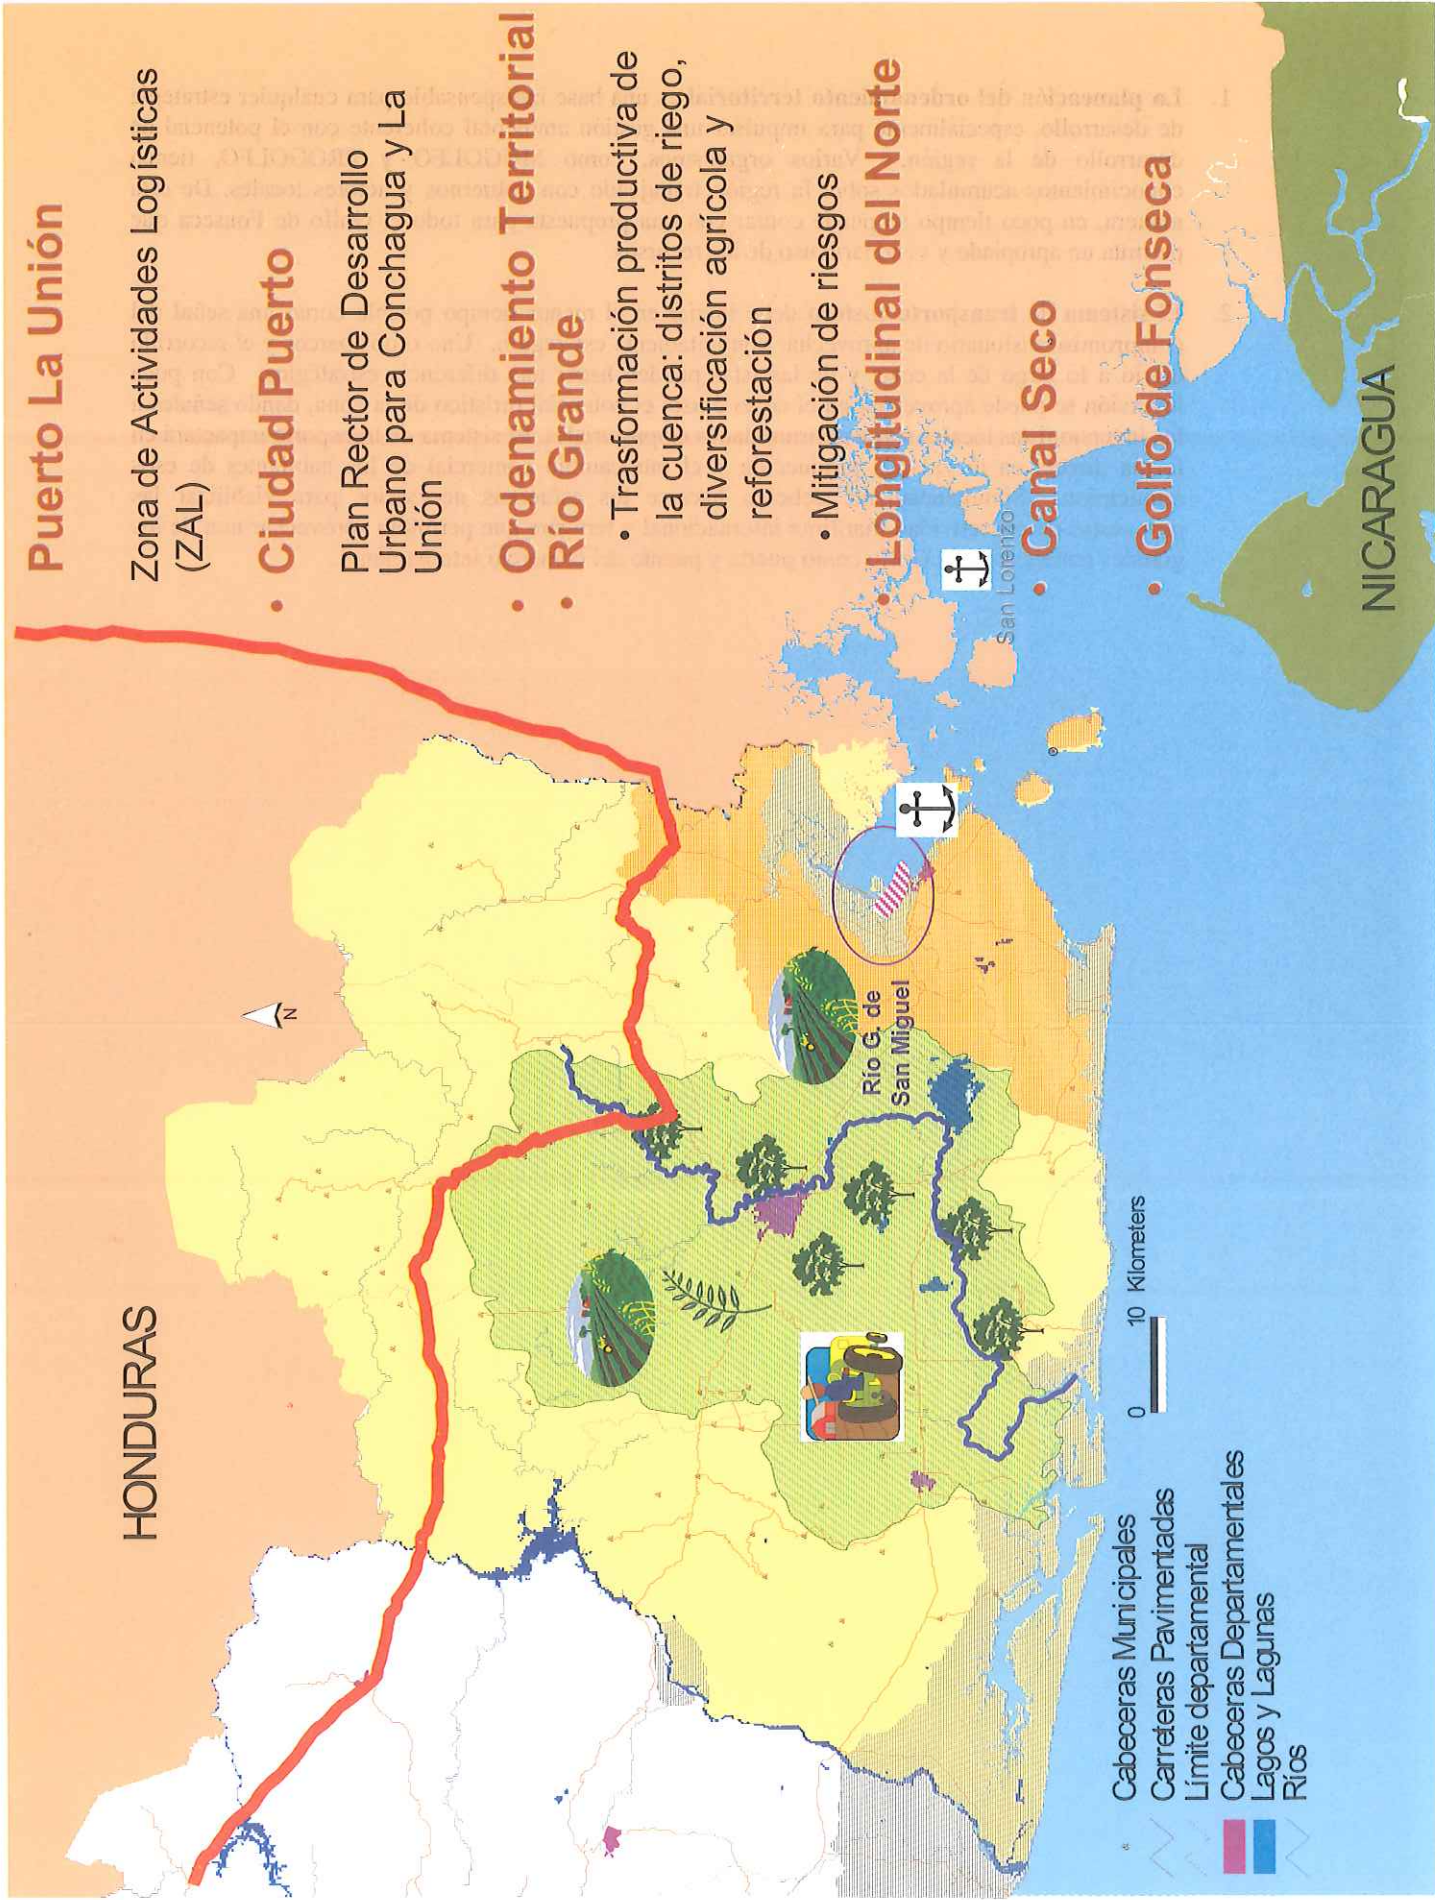 Puerto La Unión
Zona de Actividades Logísticas
(ZAL)
• Ciudad Puerto
Plan Rector de Desarrollo
Urbano para Conchagua y La
Unión
• Ordenamiento Territorial
• Río Grande
• Trasformación productiva de
la cuenca: distritos de riego,
diversificación agrícola y
reforestacion
• Mitigación de riesgos
• Longitudinal del Norte
• Canal Seco
• Golfo de Fonseca
HONDURAS
N
Río G. de
San Miguel
San Lorenzo
NICARAGUA
0 10 Kilometers
Cabeceras Municipales
Carreteras Pavimentadas
Límite departamental
Cabeceras Departamentales
Lagos y Lagunas
Ríos